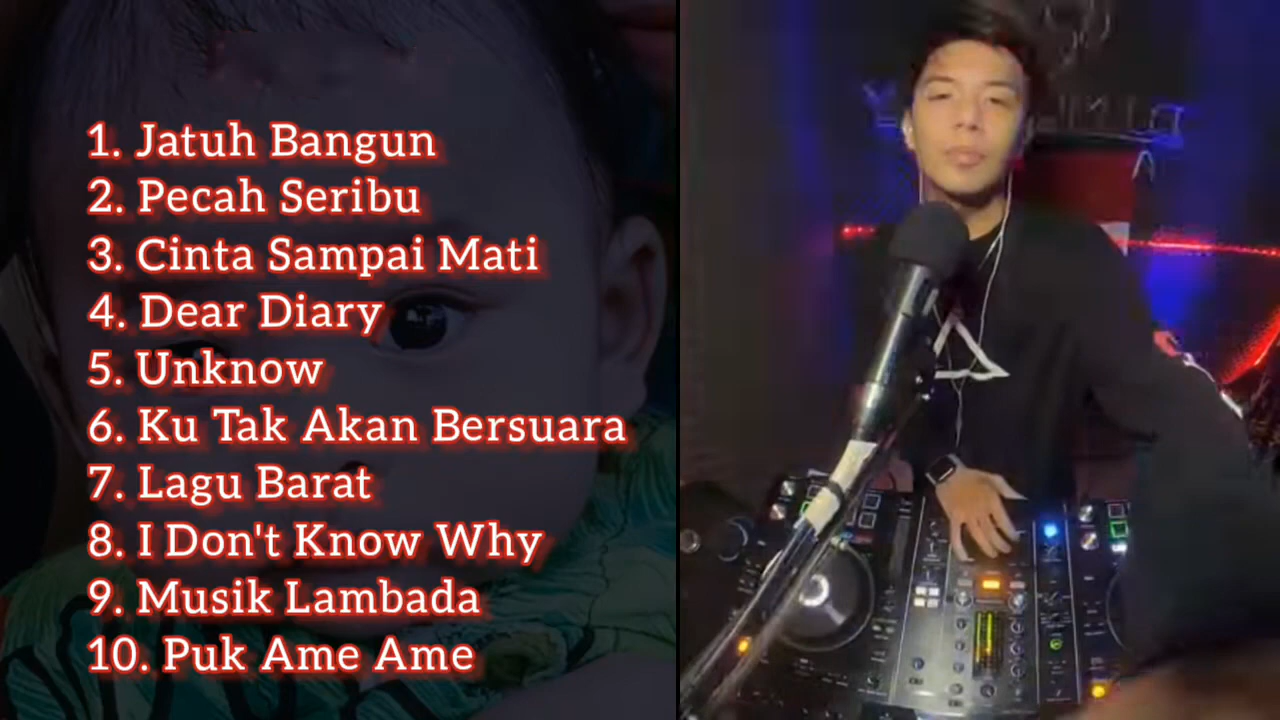 1. Jatuh Bangun
2. Pecah Seribu
3. Cinta Sampai Mati
4. Dear Diary
5. Unknow
6. Ku Tak Akan Bersuara
7. Lagu Barat
8. I Don't Know Why
9. Musik Lambada
10. Puk Ame Ame